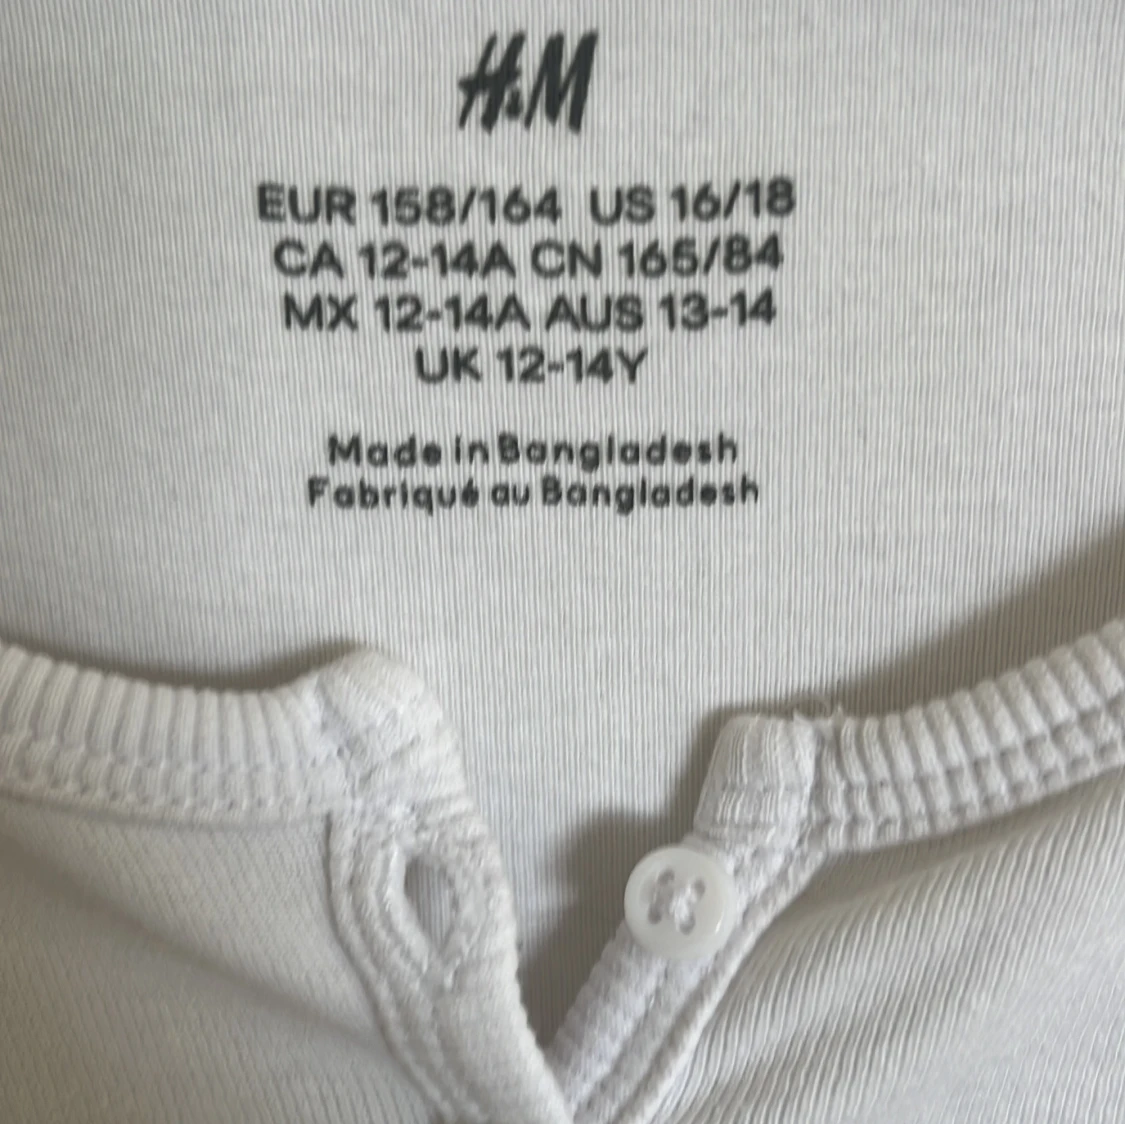 H&M
EUR 158/164 US 16/18
CA 12-14A CN 165/84
MX 12-14A AUS 13-14
UK 12-14Y
Made in Bangladesh
Fabriqué au Bangladesh